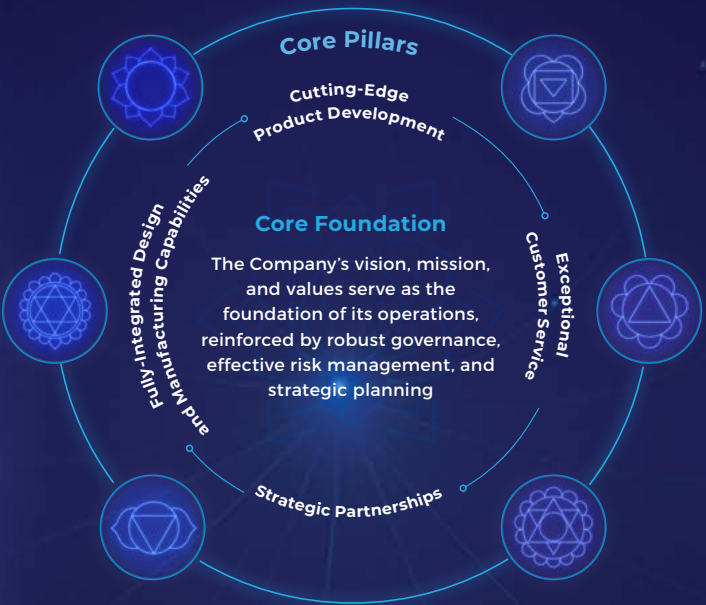 Core Pillars
Cutting-Edge
Product Development
Fully-Integrated Design
and Manufacturing Capabilities
Core Foundation
The Company’s vision, mission,
and values serve as the
foundation of its operations,
reinforced by robust governance,
effective risk management, and
strategic planning
Exceptional
Customer Service
Strategic Partnerships